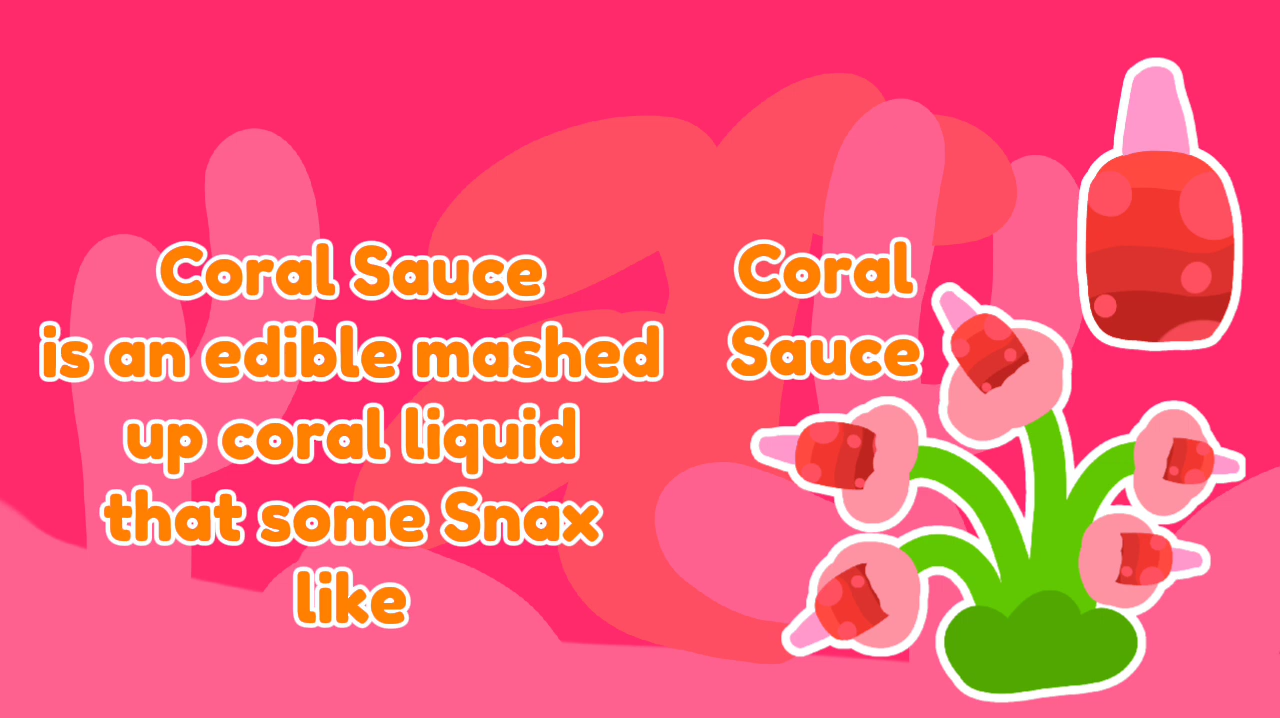 Coral Sauce
is an edible mashed
up coral liquid
that some Snax
like
Coral
Sauce